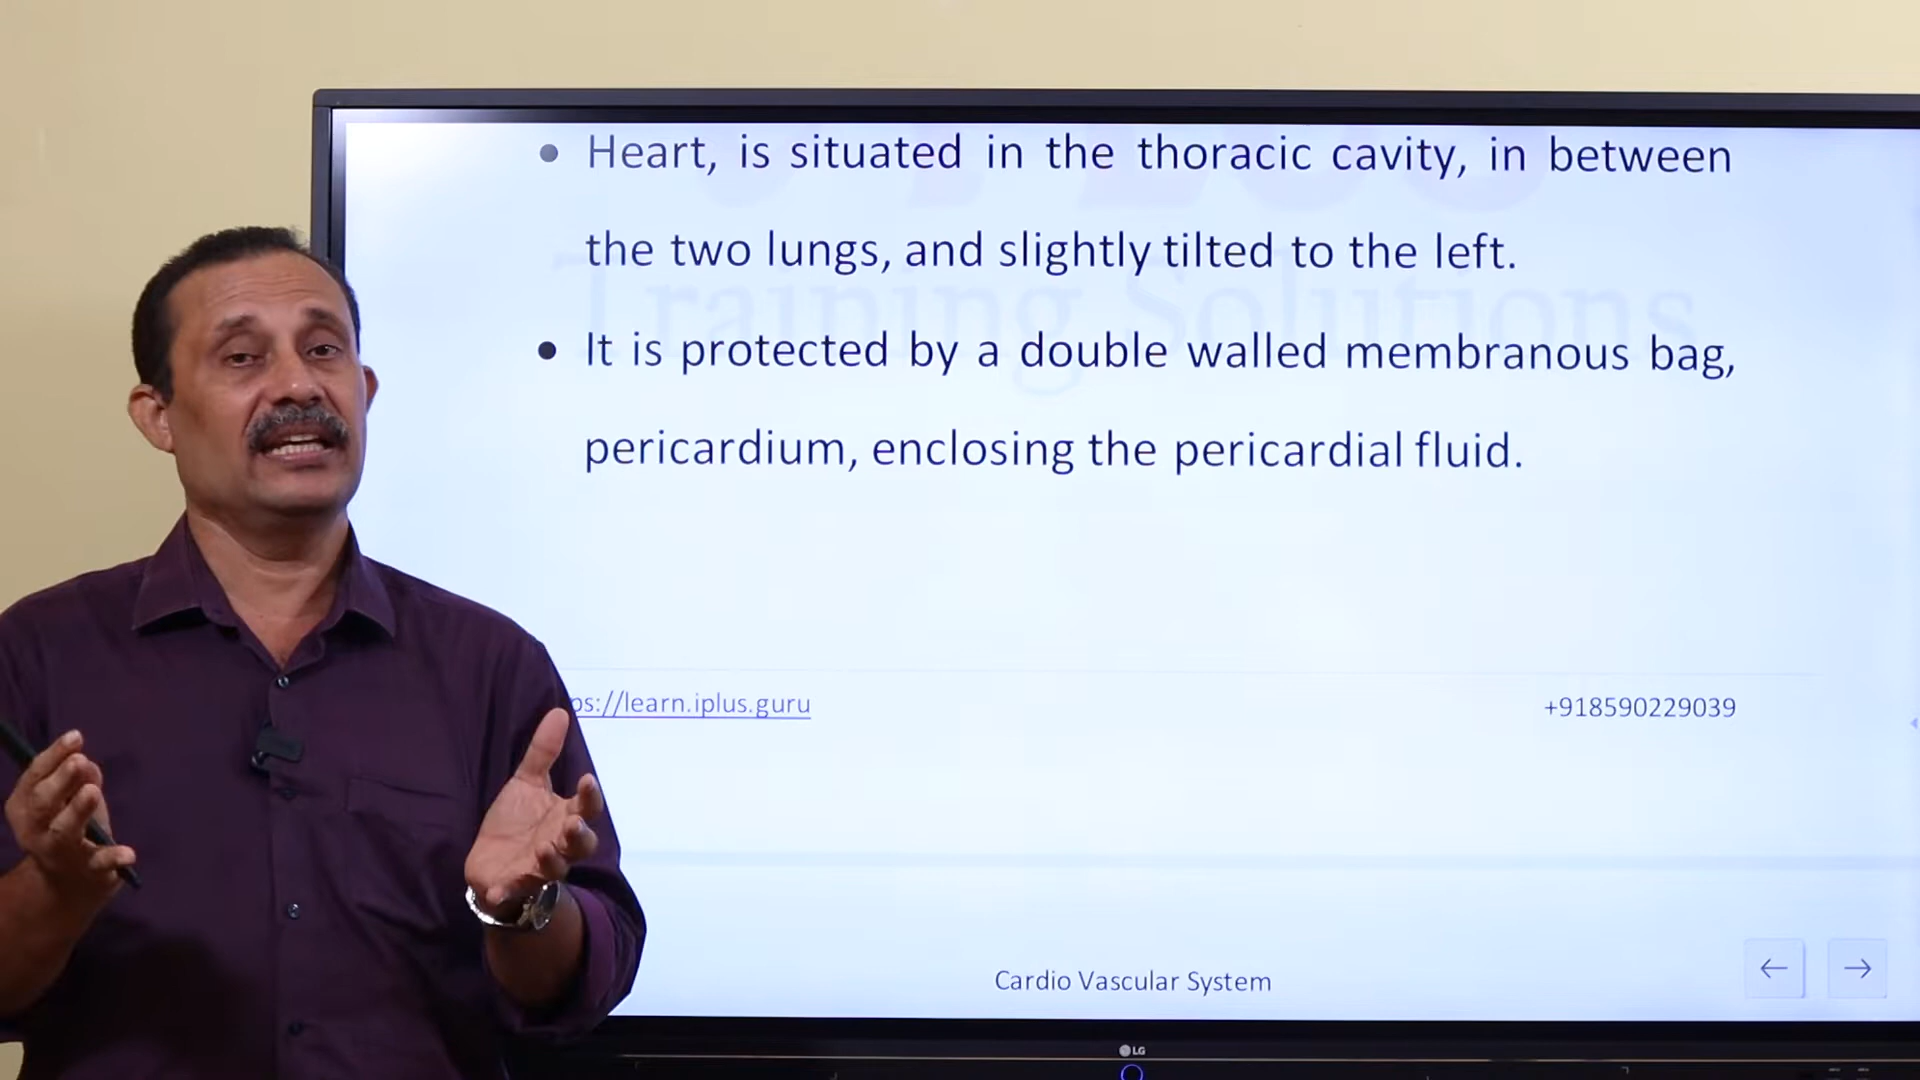 • Heart, is situated in the thoracic cavity, in between
the two lungs, and slightly tilted to the left.
Training Solutions
• It is protected by a double walled membranous bag,
pericardium, enclosing the pericardial fluid.
ps://learn.iplus.guru
+918590229039
Cardio Vascular System
LG